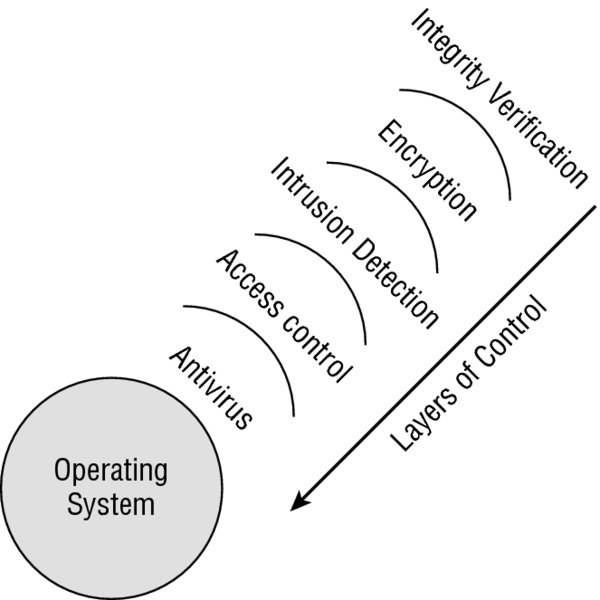 Integrity Verification
Encryption
Intrusion Detection
Access control
Antivirus
Layers of Control
Operating
System